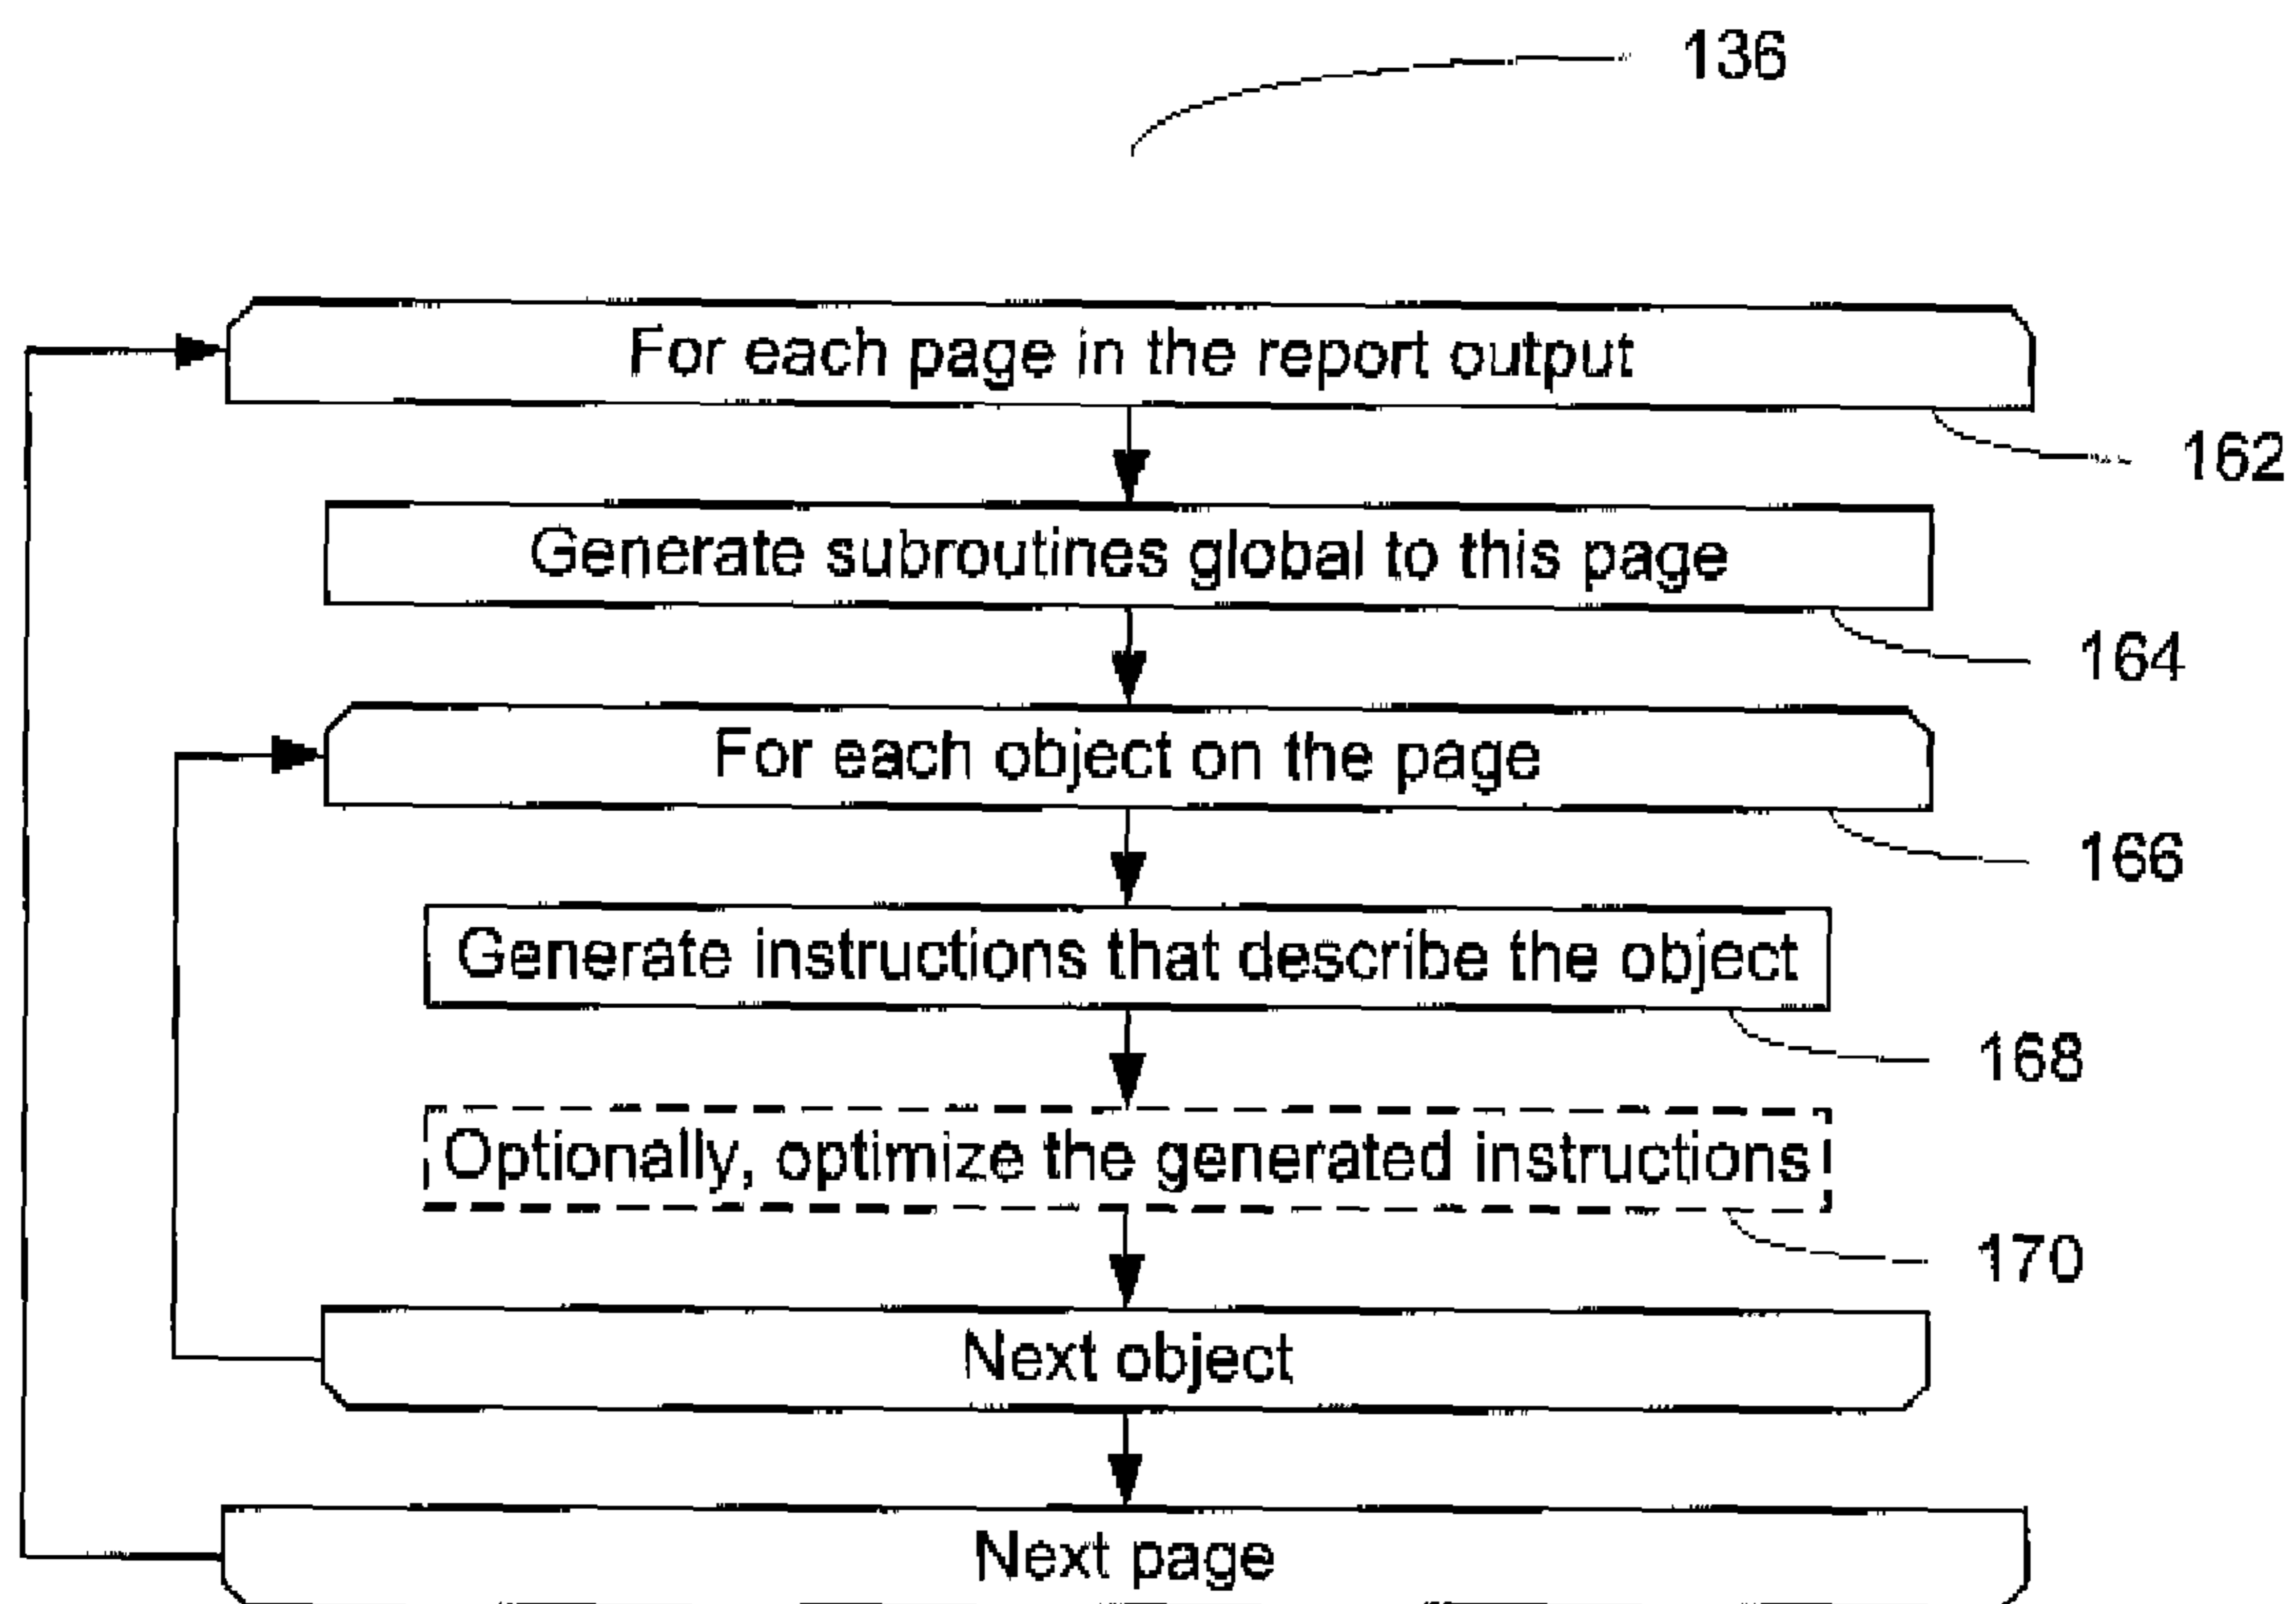 136
For each page in the report output
162
Generate subroutines global to this page
164
For each object on the page
166
Generate instructions that describe the object
168
Optionally, optimize the generated instructions
170
Next object
Next page